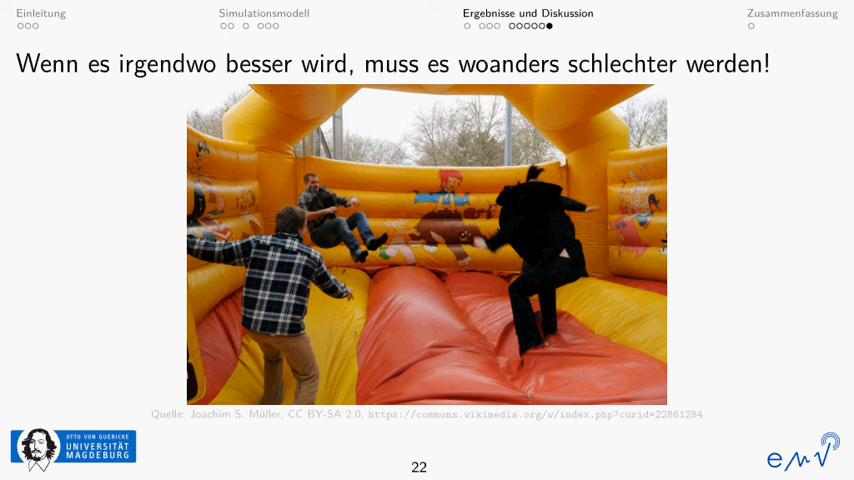 Einleitung
Simulationsmodell
Ergebnisse und Diskussion
Zusammenfassung
Wenn es irgendwo besser wird, muss es woanders schlechter werden!
Quelle: Joachim S. Müller, CC BY-SA 2.0, https://commons.wikimedia.org/w/index.php?curid=22861284
OTTO VON GUERICKE
UNIVERSITÄT
MAGDEBURG
22
emv